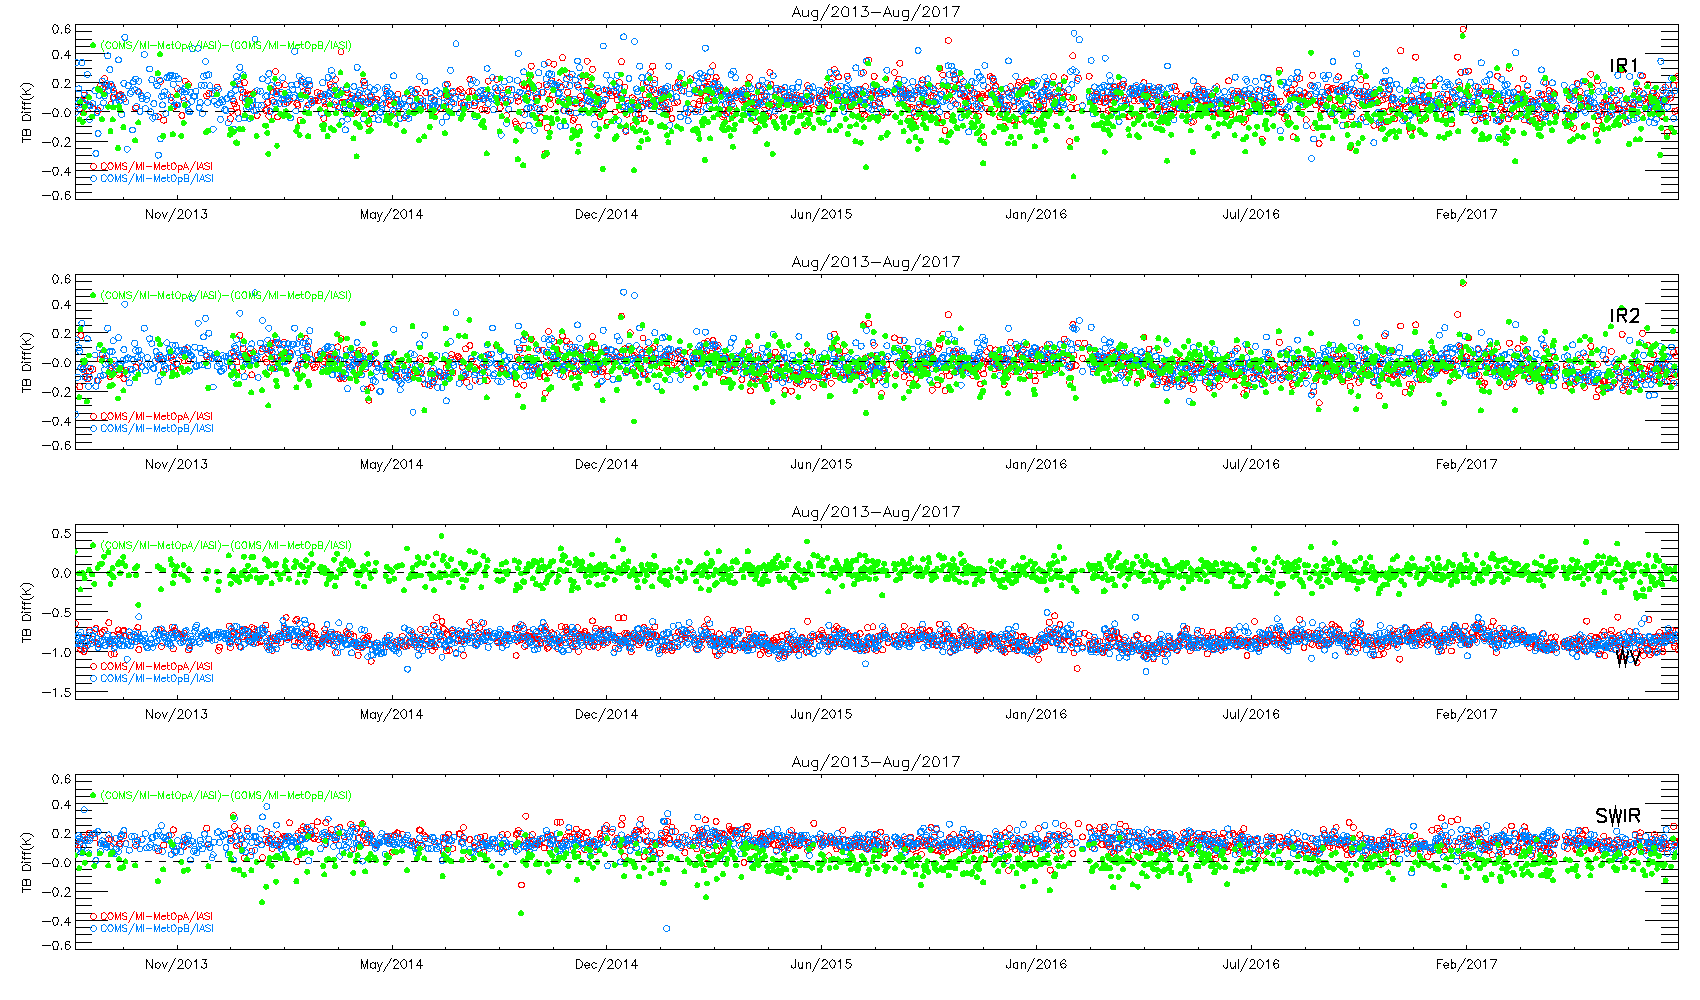 Aug/2013-Aug/2017
0.6
(COMS/MI-MetOpA/IASI)-(COMS/MI-MetOpB/IASI)
0.4
IR1
0.2
TB Diff(K)
-0.0
-0.2
COMS/MI-MetOpA/IASI
-0.4
COMS/MI-MetOpB/IASI
-0.6
Nov/2013 May/2014 Dec/2014 Jun/2015 Jan/2016 Jul/2016 Feb/2017
Aug/2013-Aug/2017
0.6
(COMS/MI-MetOpA/IASI)-(COMS/MI-MetOpB/IASI)
0.4
IR2
0.2
TB Diff(K)
-0.0
-0.2
COMS/MI-MetOpA/IASI
-0.4
COMS/MI-MetOpB/IASI
-0.6
Nov/2013 May/2014 Dec/2014 Jun/2015 Jan/2016 Jul/2016 Feb/2017
Aug/2013-Aug/2017
0.5
(COMS/MI-MetOpA/IASI)-(COMS/MI-MetOpB/IASI)
0.0
TB Diff(K)
-0.5
-1.0
WV
COMS/MI-MetOpA/IASI
COMS/MI-MetOpB/IASI
-1.5
Nov/2013 May/2014 Dec/2014 Jun/2015 Jan/2016 Jul/2016 Feb/2017
Aug/2013-Aug/2017
0.6
(COMS/MI-MetOpA/IASI)-(COMS/MI-MetOpB/IASI)
0.4
SWIR
0.2
TB Diff(K)
-0.0
-0.2
COMS/MI-MetOpA/IASI
-0.4
COMS/MI-MetOpB/IASI
-0.6
Nov/2013 May/2014 Dec/2014 Jun/2015 Jan/2016 Jul/2016 Feb/2017